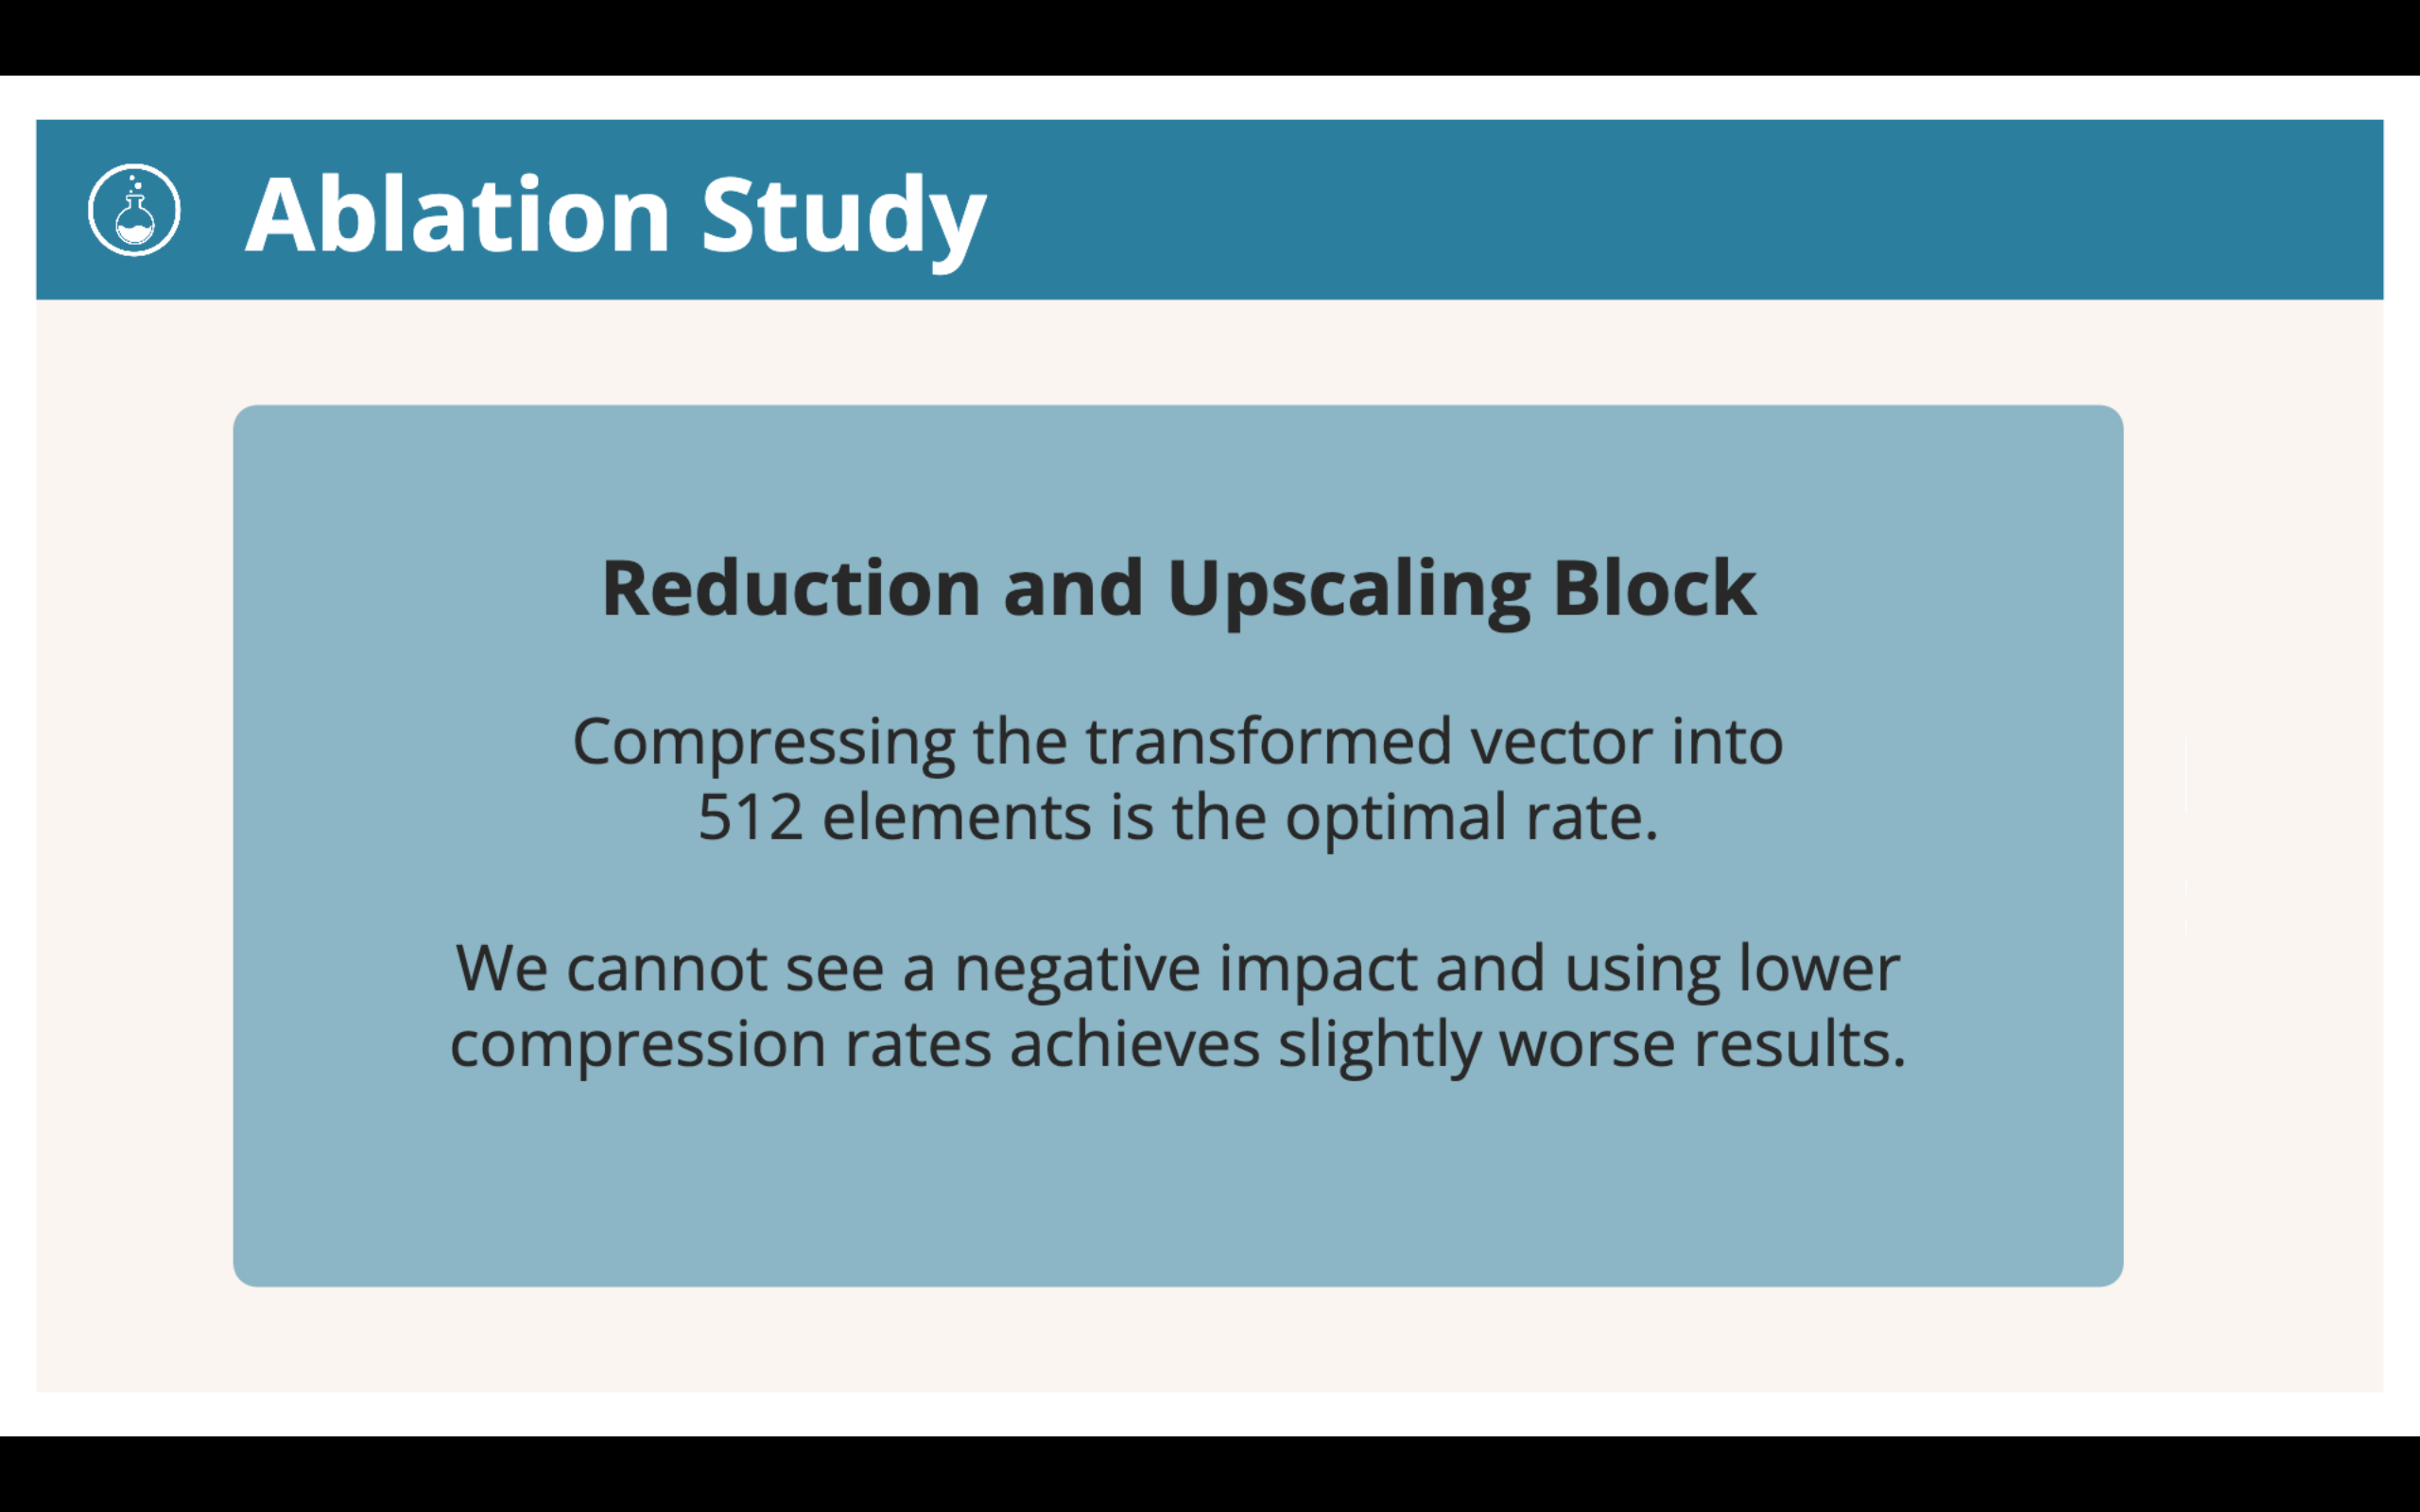 Ablation Study
Reduction and Upscaling Block
Compressing the transformed vector into
512 elements is the optimal rate.
We cannot see a negative impact and using lower
compression rates achieves slightly worse results.